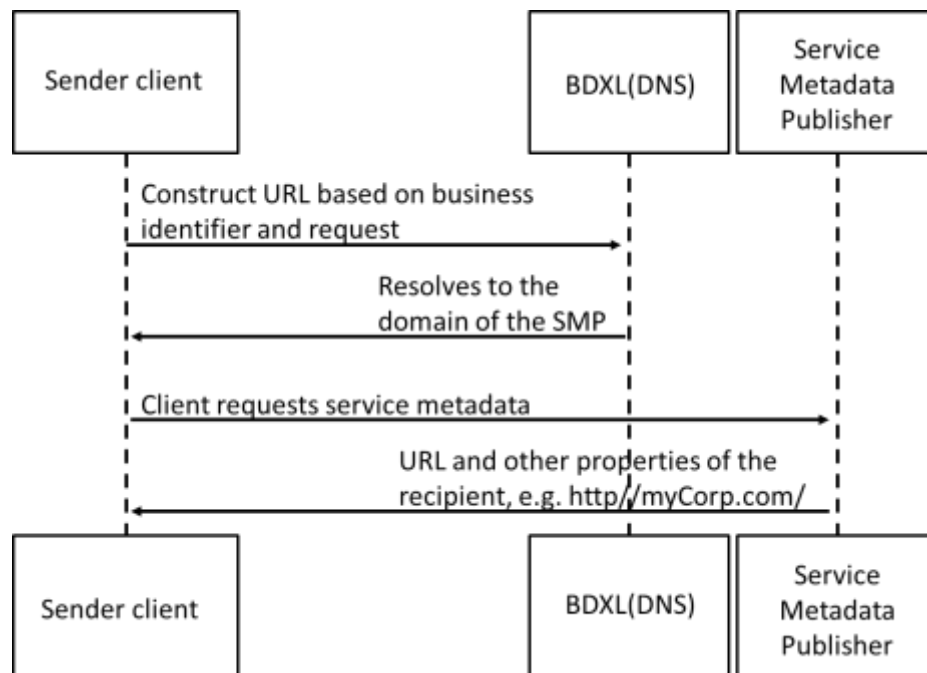 Sender client
BDXL(DNS)
Service
Metadata
Publisher
Construct URL based on business
identifier and request
Resolves to the
domain of the SMP
Client requests service metadata
URL and other properties of the
recipient, e.g. http//myCorp.com/
Sender client
BDXL(DNS)
Service
Metadata
Publisher